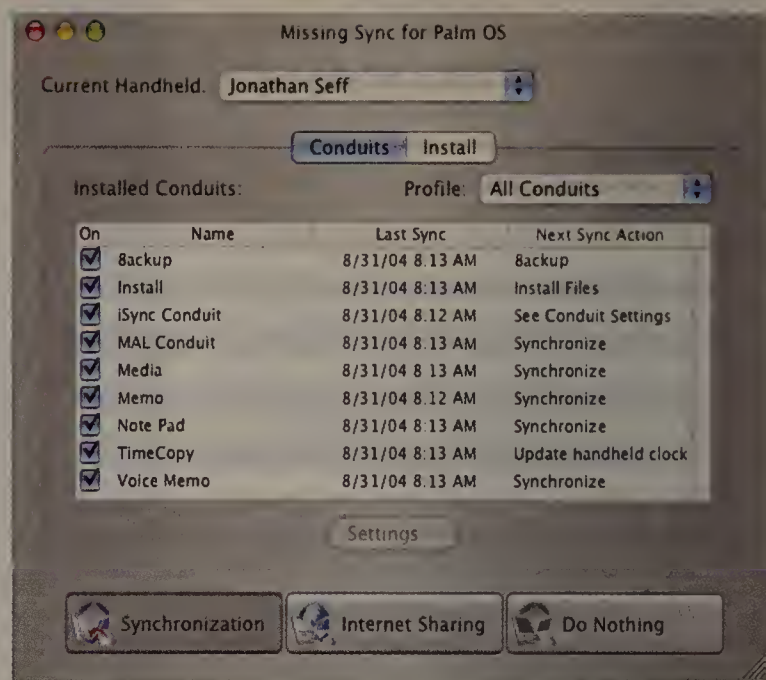 Missing Sync for Palm OS
Current Handheld. Jonathan Seff
Conduits Install
Installed Conduits: Profile: All Conduits
On Name Last Sync Next Sync Action
8ackup 8/31/04 8.13 AM 8ackup
Install 8/31/04 8:13 AM Install Files
iSync Conduit 8/31/04 8.12 AM See Conduit Settings
MAL Conduit 8/31/04 8.13 AM Synchronize
Media 8/31/04 8 13 AM Synchronize
Memo 8/31/04 8.12 AM Synchronize
Note Pad 8/31/04 8:13 AM Synchronize
TimeCopy 8/31/04 8:13 AM Update handheld clock
Voice Memo 8/31/04 8.13 AM Synchronize
Settings
Synchronization Internet Sharing Do Nothing